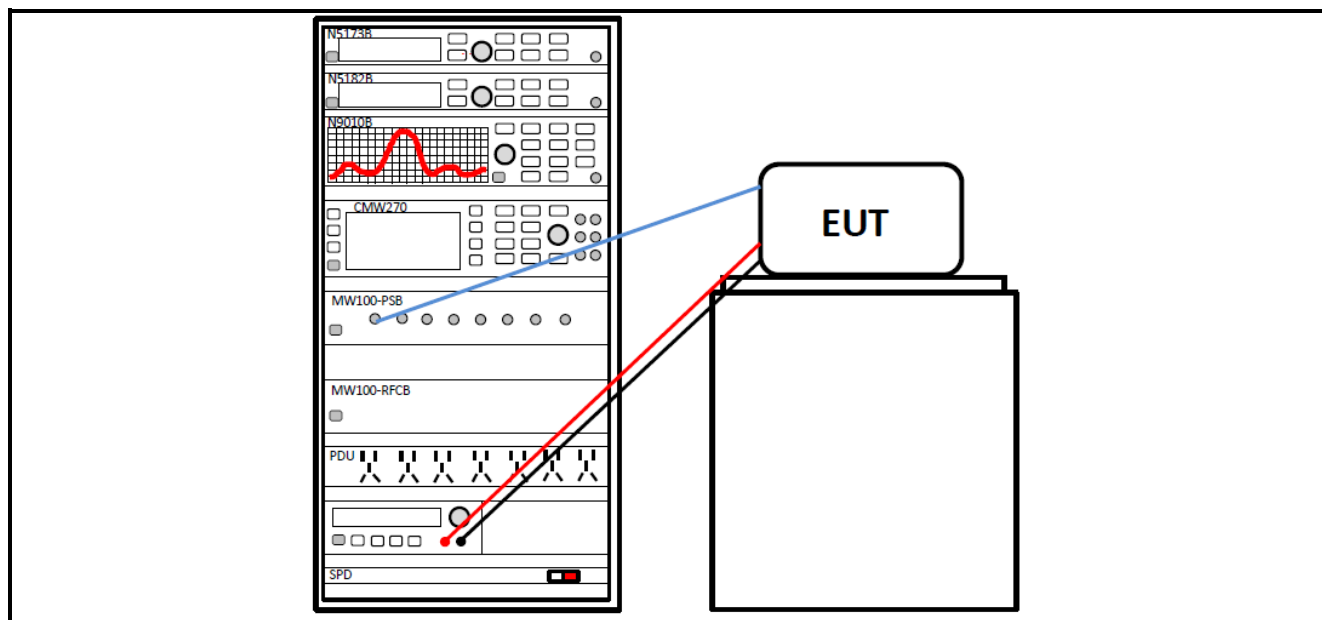 N5173B
N5182B
N9010B
CMW270
EUT
MW100-PSB
MW100-RFCB
PDU
SPD